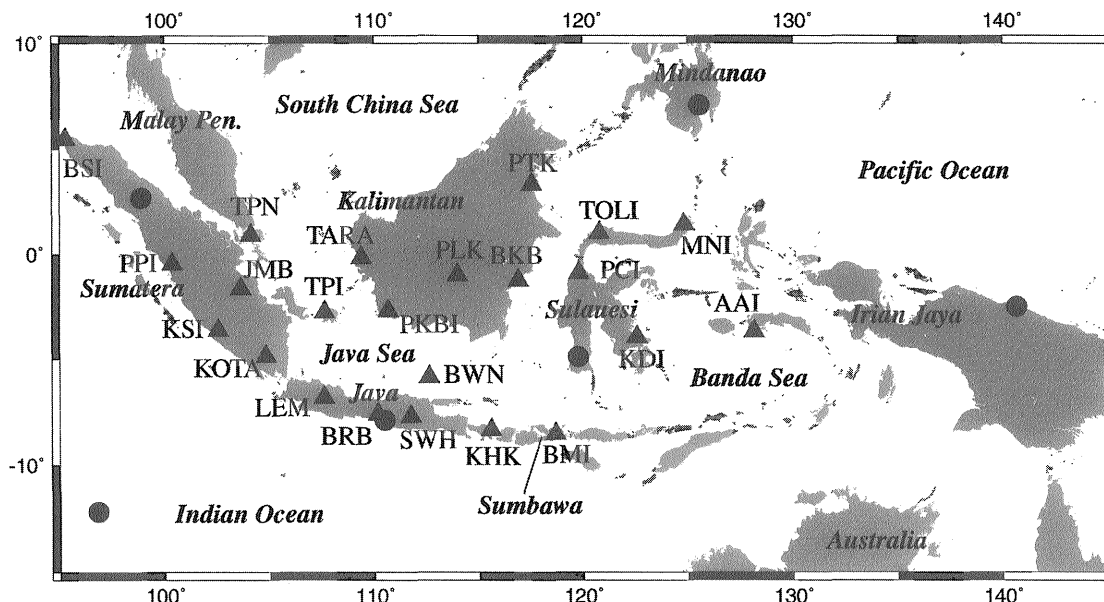 100° 110° 120° 130° 140°
10°
Mindanao
South China Sea
Malay Pen.
BSI
PTK
Pacific Ocean
Kalimantan
TPN
TOLI
TARA
MNI
0°
PLK
BKB
PPI
JMB
PCI
Sumatera
TPI
AAI
Sulauesi
Irian Jaya
KSI
PKBI
Java Sea
KDI
KOTA
BWN
Banda Sea
LEM
Java
BRB
SWH
KHK
BMI
-10°
Sumbawa
Indian Ocean
Australia
100° 110° 120° 130° 140°